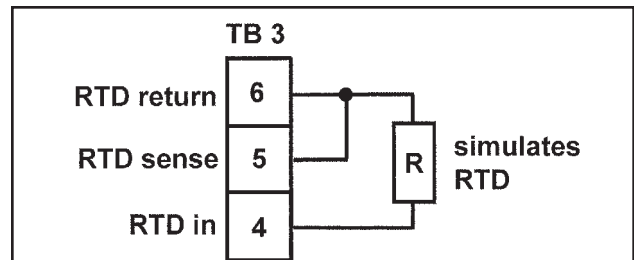 TB 3
RTD return 6
RTD sense 5
R simulates
RTD
RTD in 4